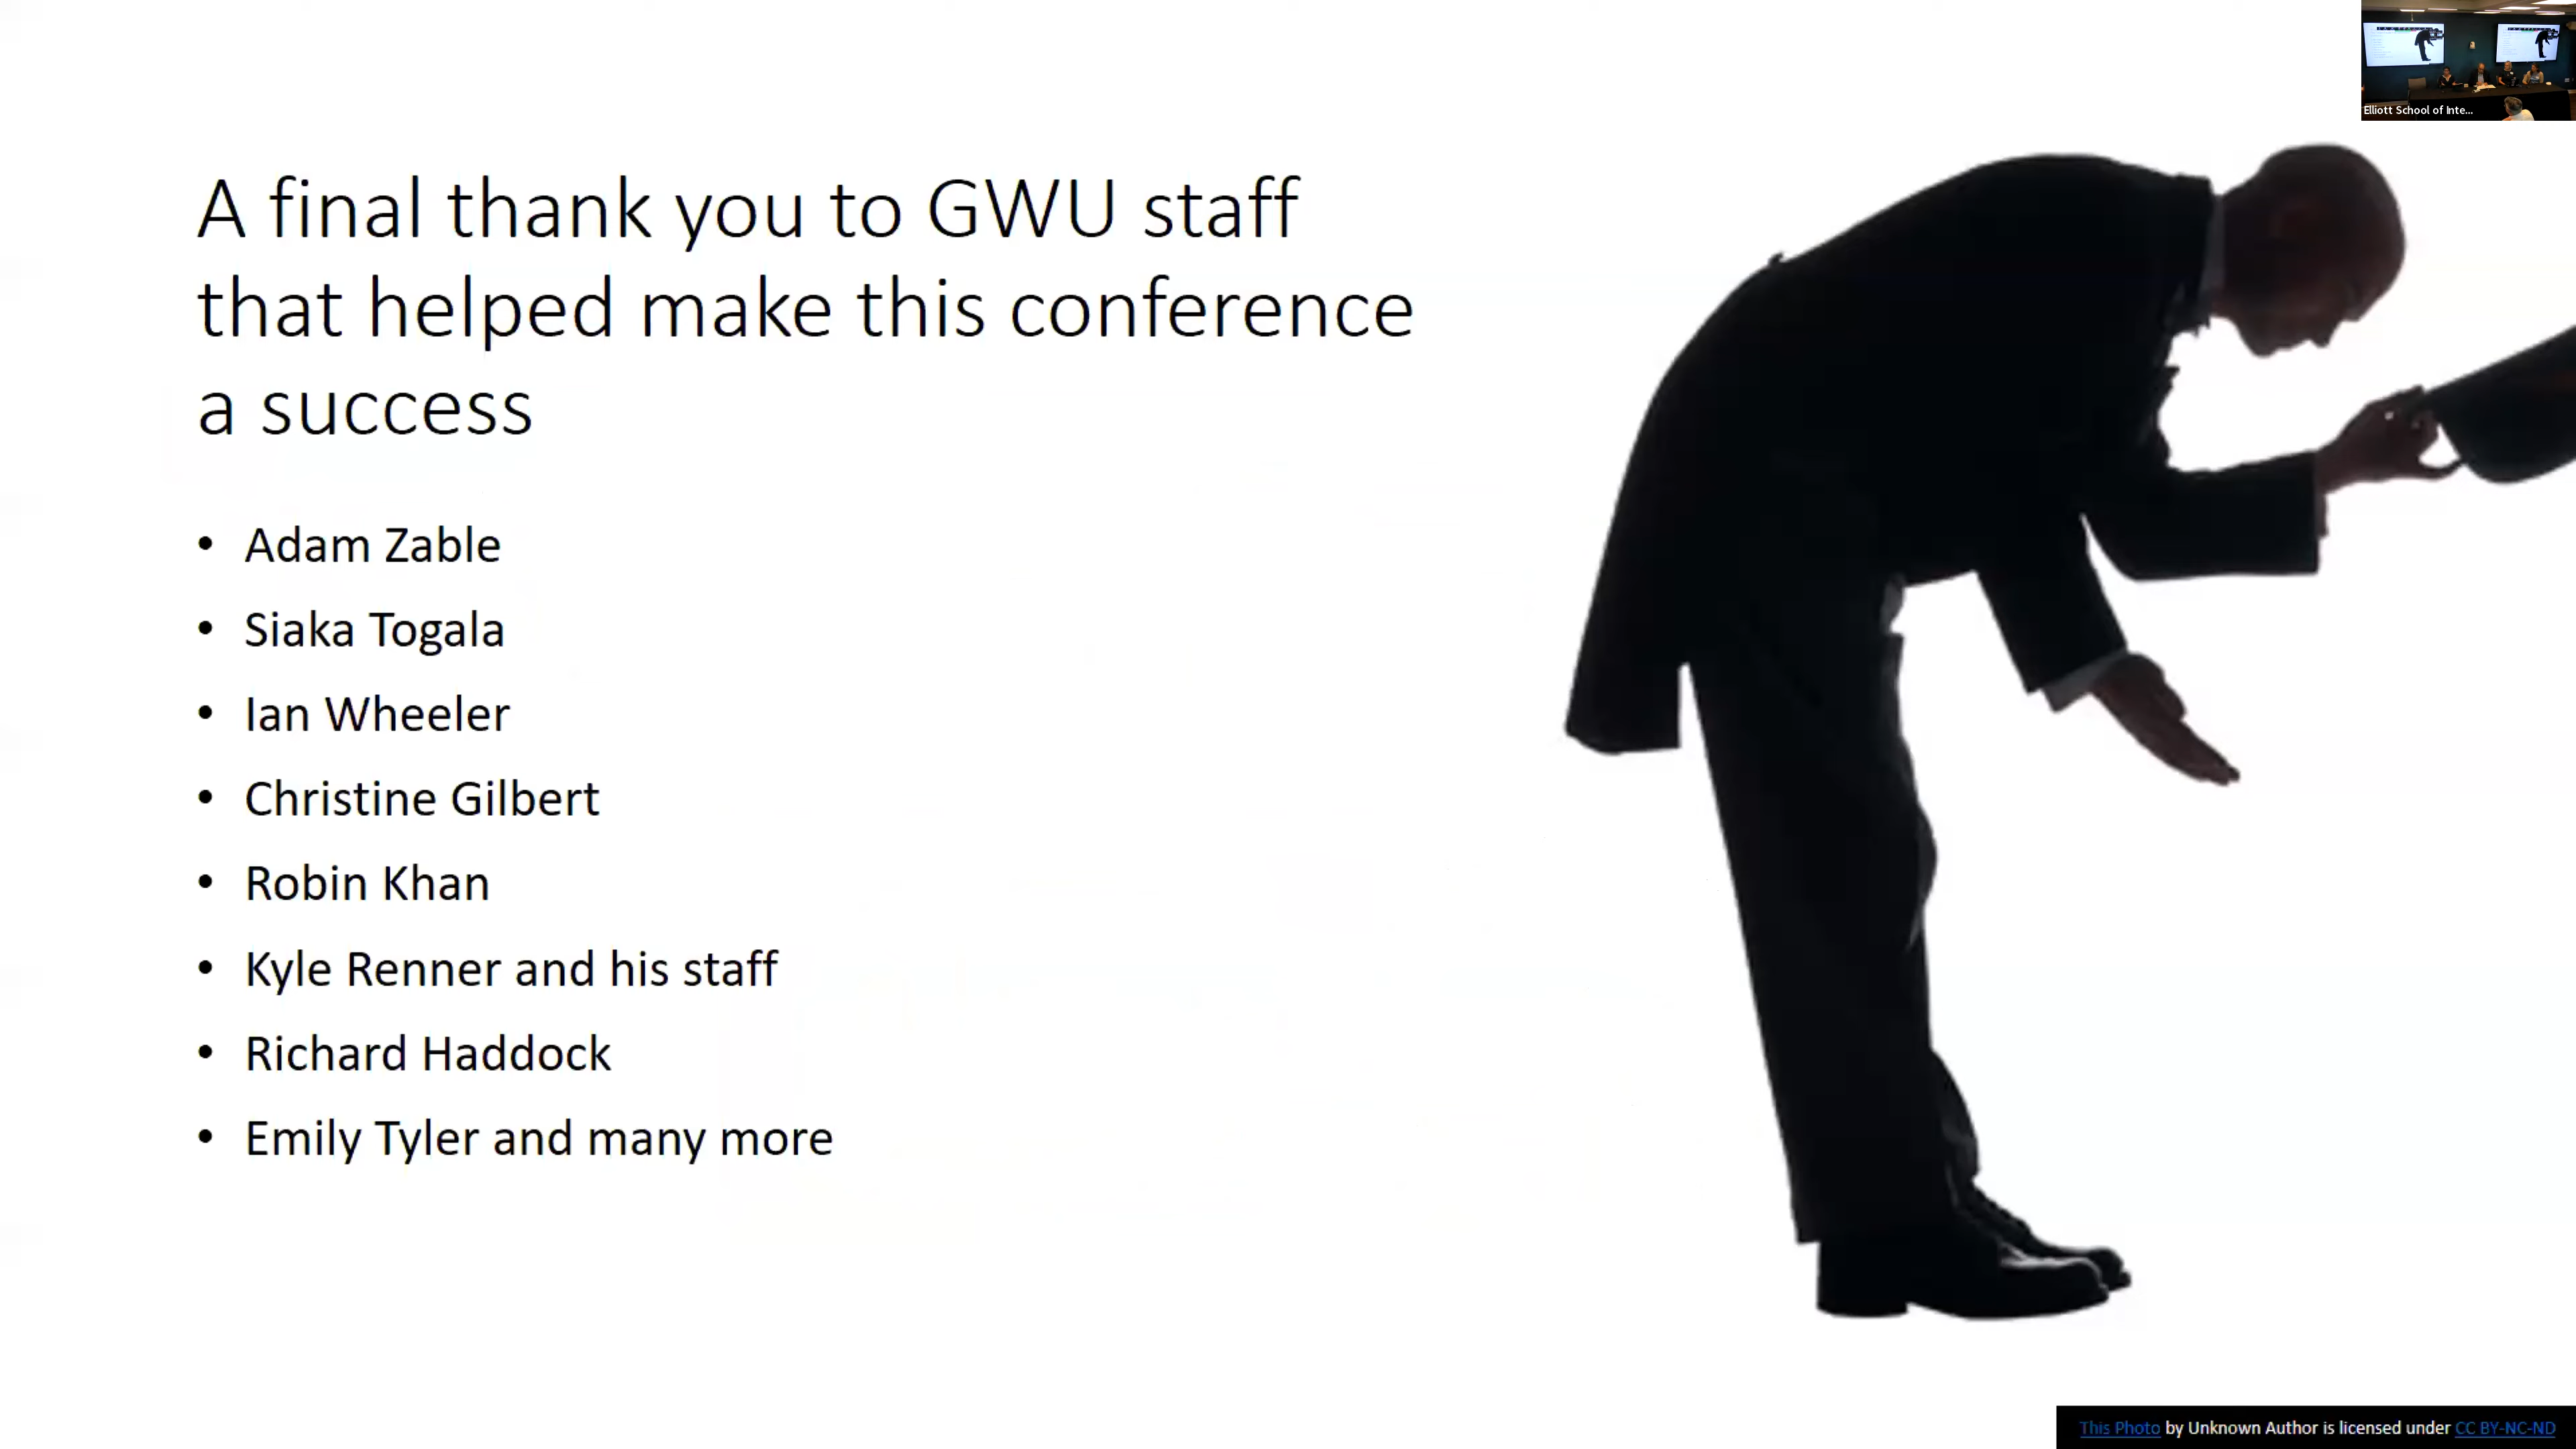 Elliott School of Inte...
A final thank you to GWU staff
that helped make this conference
a success
• Adam Zable
• Siaka Togala
• Ian Wheeler
• Christine Gilbert
• Robin Khan
• Kyle Renner and his staff
• Richard Haddock
• Emily Tyler and many more
This Photo by Unknown Author is licensed under CC BY-NC-ND